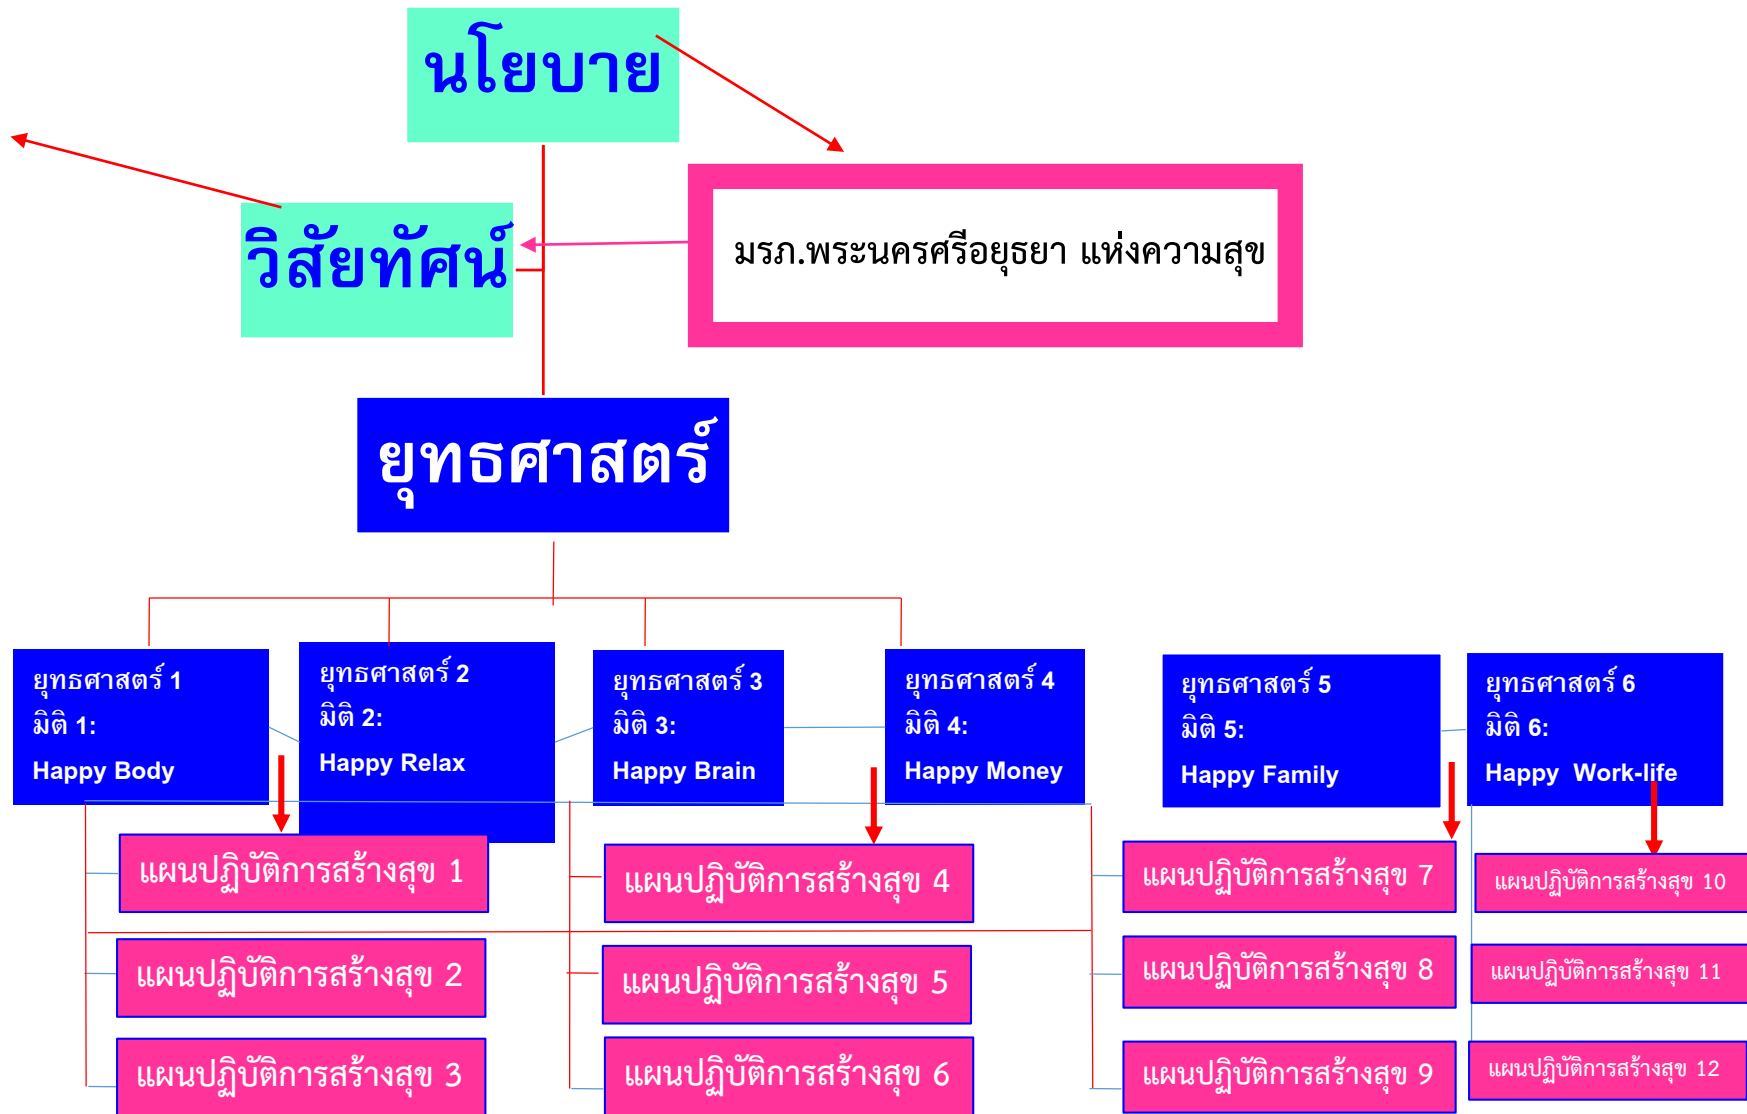 นโยบาย
วิสัยทัศน์
มรภ.พระนครศรีอยุธยา แห่งความสุข
ยุทธศาสตร์
ยุทธศาสตร์ 1
มิติ 1:
Happy Body
ยุทธศาสตร์ 2
มิติ 2:
Happy Relax
ยุทธศาสตร์ 3
มิติ 3:
Happy Brain
ยุทธศาสตร์ 4
มิติ 4:
Happy Money
ยุทธศาสตร์ 5
มิติ 5:
Happy Family
ยุทธศาสตร์ 6
มิติ 6:
Happy Work-life
แผนปฏิบัติการสร้างสุข 1
แผนปฏิบัติการสร้างสุข 2
แผนปฏิบัติการสร้างสุข 3
แผนปฏิบัติการสร้างสุข 4
แผนปฏิบัติการสร้างสุข 5
แผนปฏิบัติการสร้างสุข 6
แผนปฏิบัติการสร้างสุข 7
แผนปฏิบัติการสร้างสุข 8
แผนปฏิบัติการสร้างสุข 9
แผนปฏิบัติการสร้างสุข 10
แผนปฏิบัติการสร้างสุข 11
แผนปฏิบัติการสร้างสุข 12